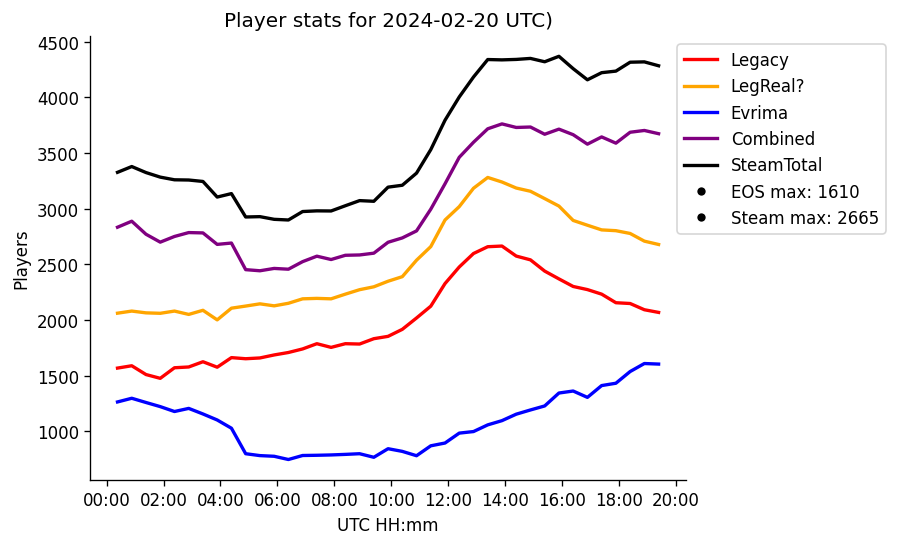 Player stats for 2024-02-20 UTC)
Players
4500
4000
3500
3000
2500
2000
1500
1000
00:00 02:00 04:00 06:00 08:00 10:00 12:00 14:00 16:00 18:00 20:00
UTC HH:mm
Legacy
LegReal?
Evrima
Combined
SteamTotal
EOS max: 1610
Steam max: 2665